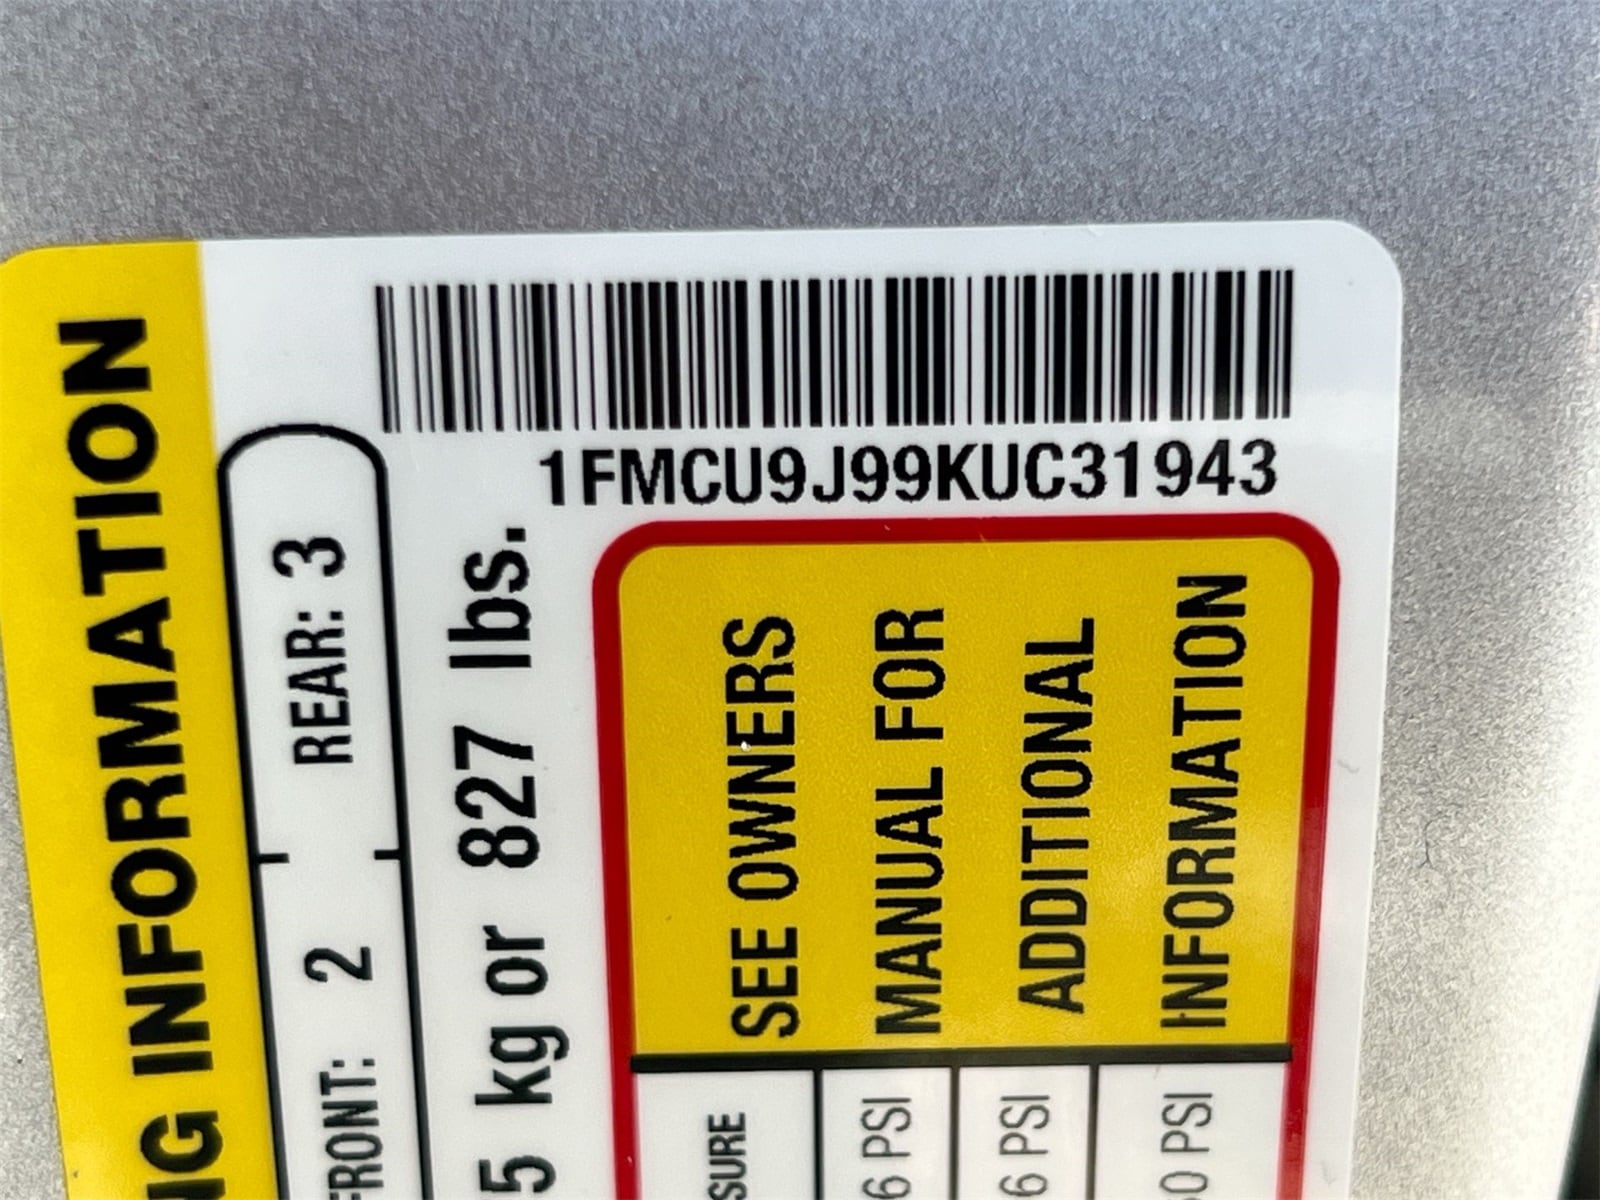 1FMCU9J99KUC31943
NG INFORMATION
FRONT: 2 REAR: 3
5 kg or 827 lbs.
SEE OWNERS
MANUAL FOR
ADDITIONAL
INFORMATION
SURE
6 PSI
6 PSI
0 PSI